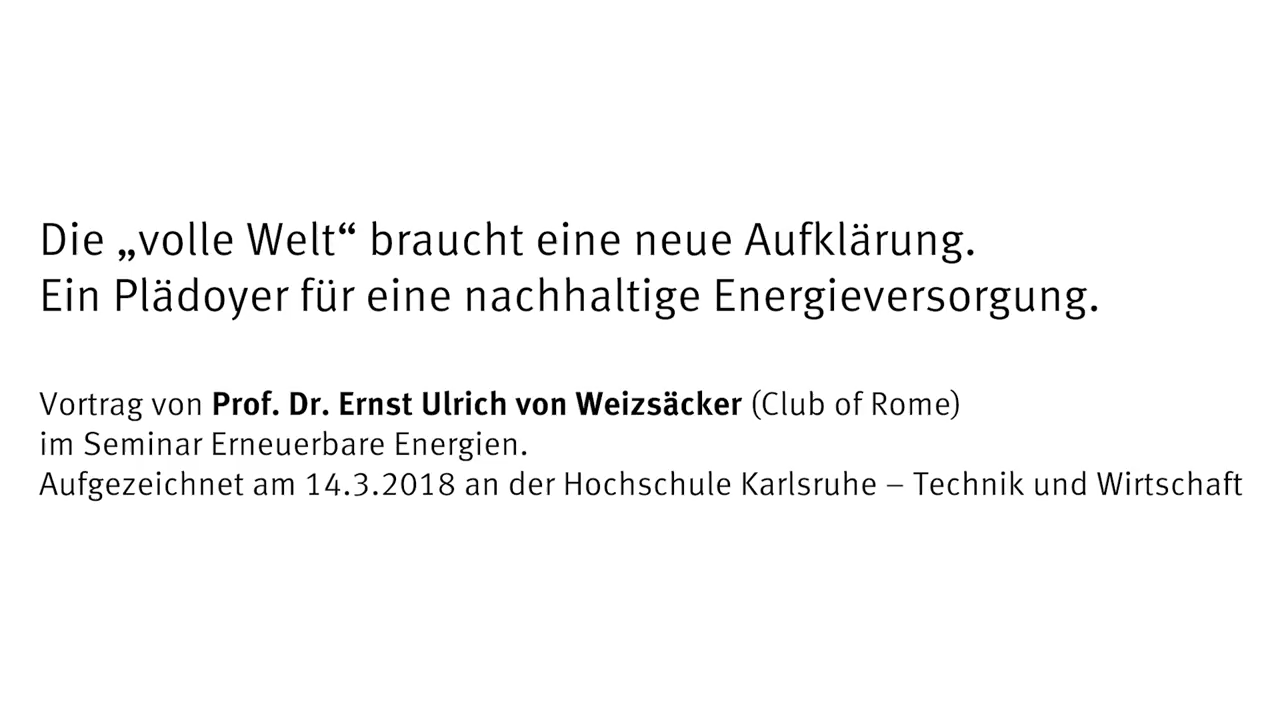 Die „volle Welt“ braucht eine neue Aufklärung.
Ein Plädoyer für eine nachhaltige Energieversorgung.
Vortrag von Prof. Dr. Ernst Ulrich von Weizsäcker (Club of Rome)
im Seminar Erneuerbare Energien.
Aufgezeichnet am 14.3.2018 an der Hochschule Karlsruhe – Technik und Wirtschaft